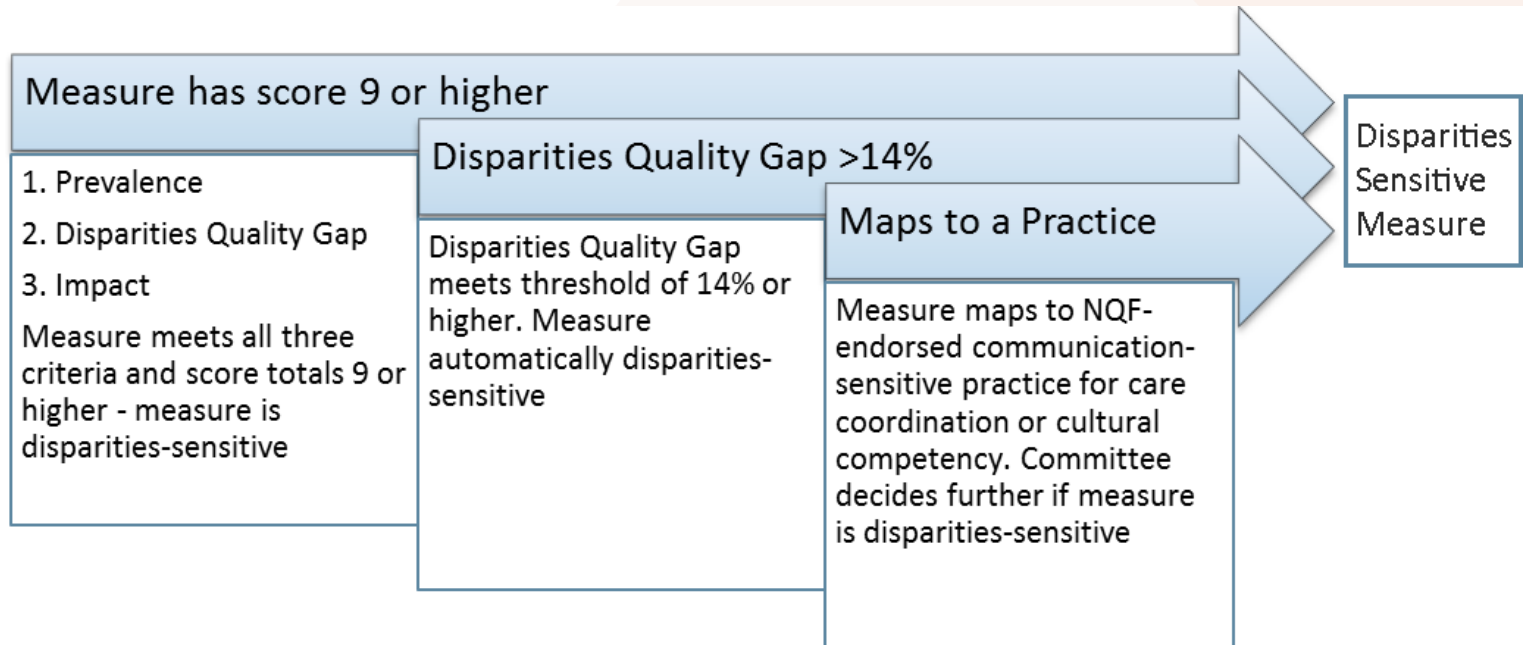 Measure has score 9 or higher
1. Prevalence
2. Disparities Quality Gap
3. Impact
Measure meets all three
criteria and score totals 9 or
higher - measure is
disparities-sensitive
Disparities Quality Gap >14%
Disparities Quality Gap
meets threshold of 14% or
higher. Measure
automatically disparities-
sensitive
Maps to a Practice
Measure maps to NQF-
endorsed communication-
sensitive practice for care
coordination or cultural
competency. Committee
decides further if measure
is disparities-sensitive
Disparities
Sensitive
Measure